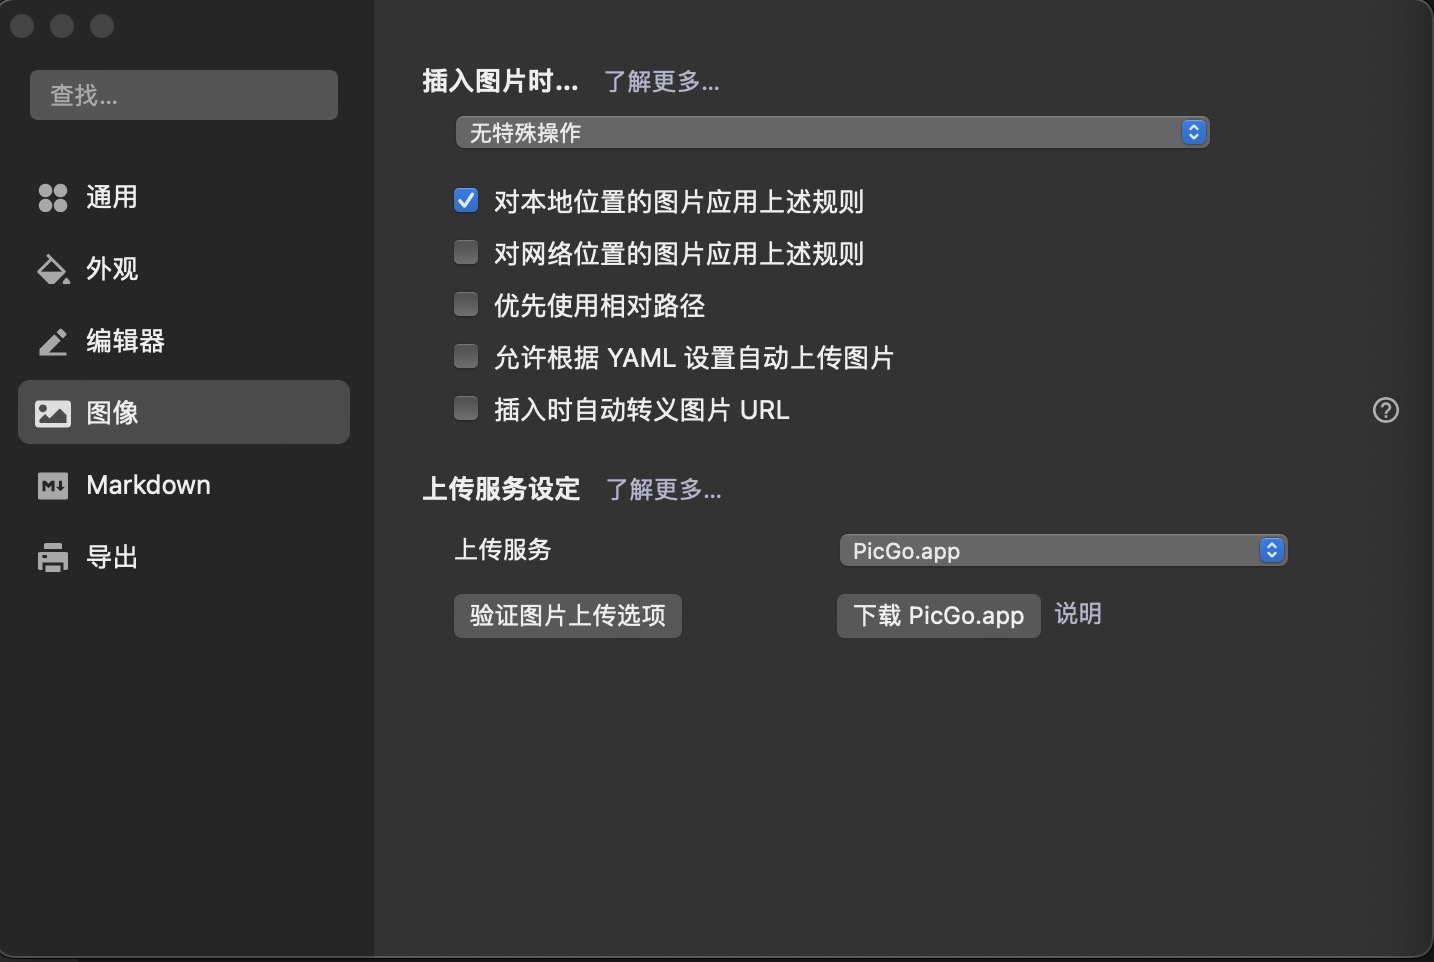 查找...
通用
外观
编辑器
图像
Markdown
导出
插入图片时... 了解更多...
无特殊操作
对本地位置的图片应用上述规则
对网络位置的图片应用上述规则
优先使用相对路径
允许根据 YAML 设置自动上传图片
插入时自动转义图片 URL
上传服务设定 了解更多...
上传服务 PicGo.app
验证图片上传选项 下载 PicGo.app 说明